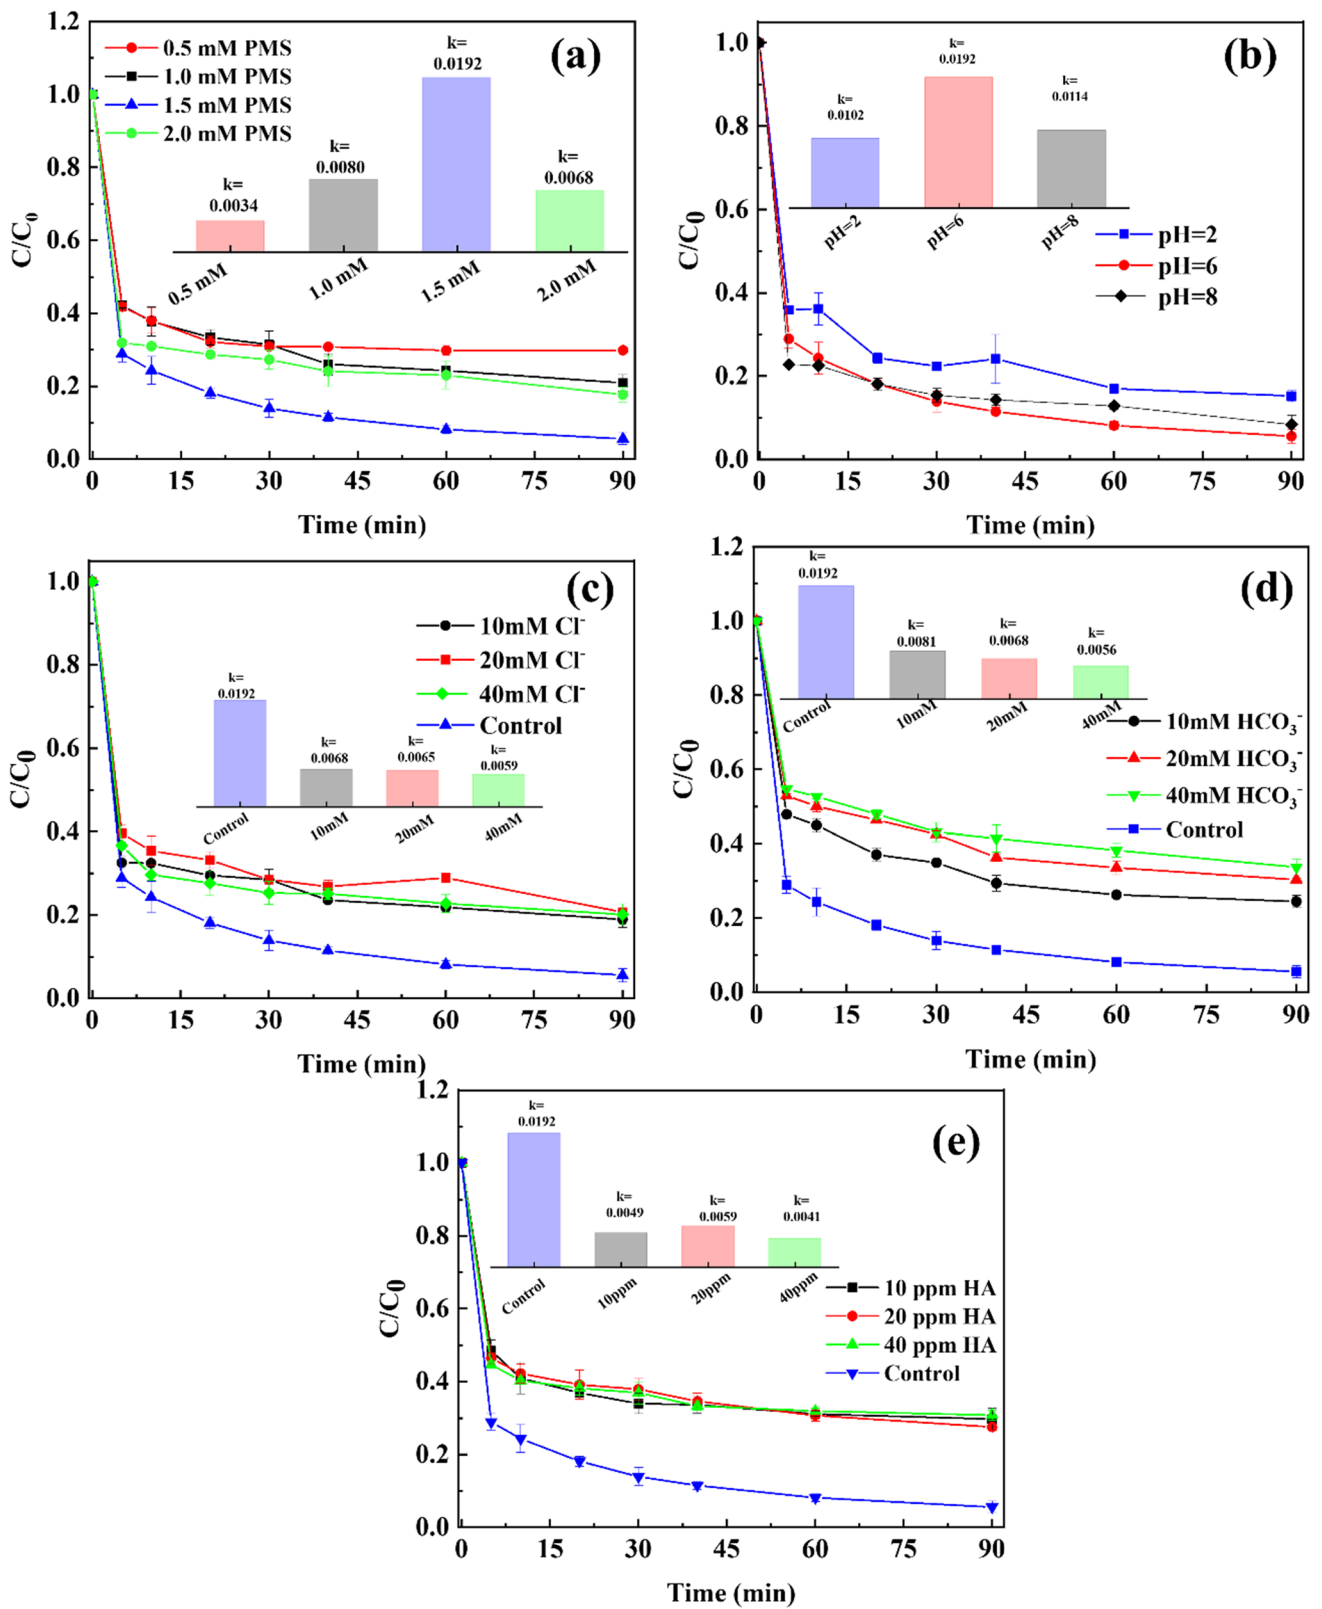 (a)
0.5 mM PMS
1.0 mM PMS
1.5 mM PMS
2.0 mM PMS
k=
0.0034
k=
0.0080
k=
0.0192
k=
0.0068
0.5 mM
1.0 mM
1.5 mM
2.0 mM
C/C0
1.2
1.0
0.8
0.6
0.4
0.2
0.0
0 15 30 45 60 75 90
Time (min)
(b)
k=
0.0102
k=
0.0192
k=
0.0114
pH=2
pH=6
pH=8
pH=2
pH=6
pH=8
C/C0
1.0
0.8
0.6
0.4
0.2
0.0
0 15 30 45 60 75 90
Time (min)
(c)
10mM Cl-
20mM Cl-
40mM Cl-
Control
k=
0.0192
k=
0.0068
k=
0.0065
k=
0.0059
Control
10mM
20mM
40mM
C/C0
1.0
0.8
0.6
0.4
0.2
0.0
0 15 30 45 60 75 90
Time (min)
(d)
k=
0.0192
k=
0.0081
k=
0.0068
k=
0.0056
Control
10mM
20mM
40mM
10mM HCO3-
20mM HCO3-
40mM HCO3-
Control
C/C0
1.2
1.0
0.8
0.6
0.4
0.2
0.0
0 15 30 45 60 75 90
Time (min)
(e)
k=
0.0192
k=
0.0049
k=
0.0059
k=
0.0041
Control
10ppm
20ppm
40ppm
10 ppm HA
20 ppm HA
40 ppm HA
Control
C/C0
1.2
1.0
0.8
0.6
0.4
0.2
0.0
0 15 30 45 60 75 90
Time (min)